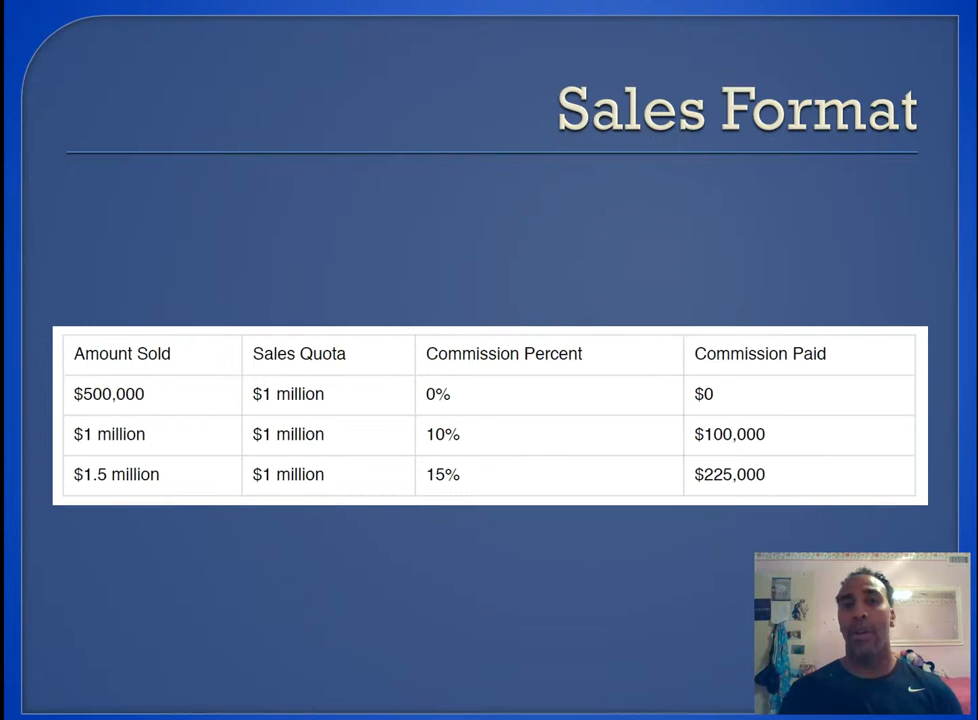 Sales Format
Amount Sold Sales Quota Commission Percent Commission Paid
$500,000 $1 million 0% $0
$1 million $1 million 10% $100,000
$1.5 million $1 million 15% $225,000